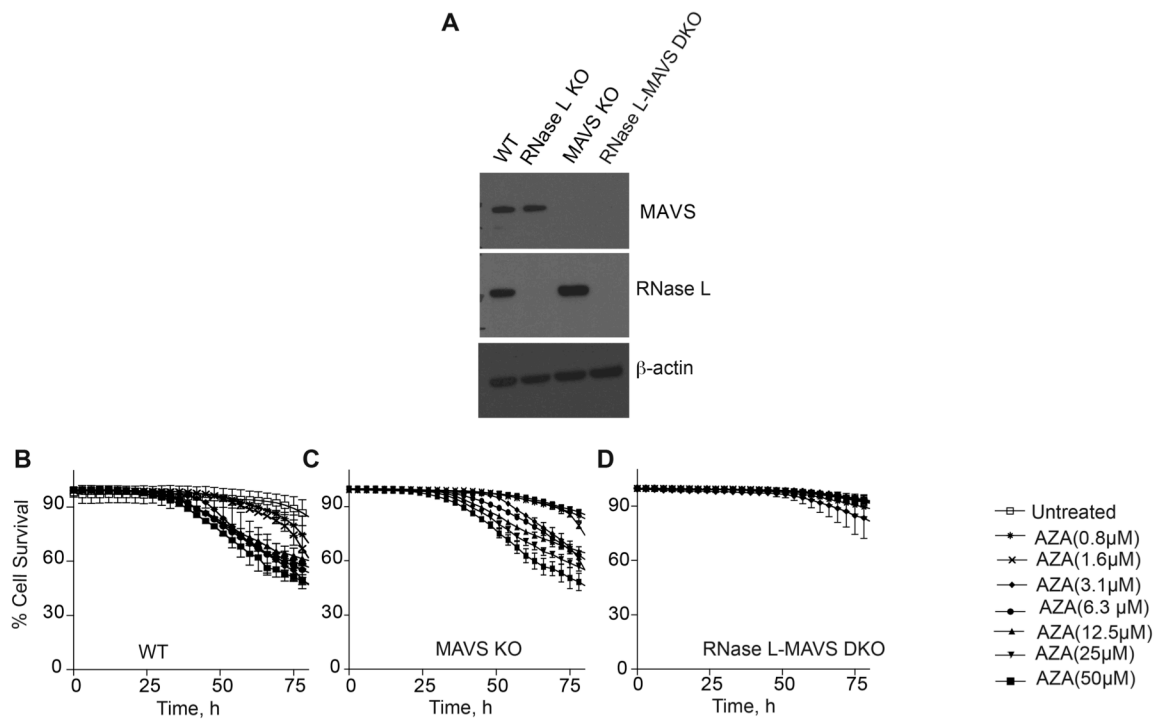 A
WT
RNase L KO
MAVS KO
RNase L-MAVS DKO
MAVS
RNase L
β-actin
B
C
D
% Cell Survival
90
60
30
0
WT
0
25
50
75
Time, h
90
60
30
0
MAVS KO
0
25
50
75
Time, h
90
60
30
0
RNase L-MAVS DKO
0
25
50
75
Time, h
Untreated
AZA(0.8µM)
AZA(1.6µM)
AZA(3.1µM)
AZA(6.3 µM)
AZA(12.5µM)
AZA(25µM)
AZA(50µM)